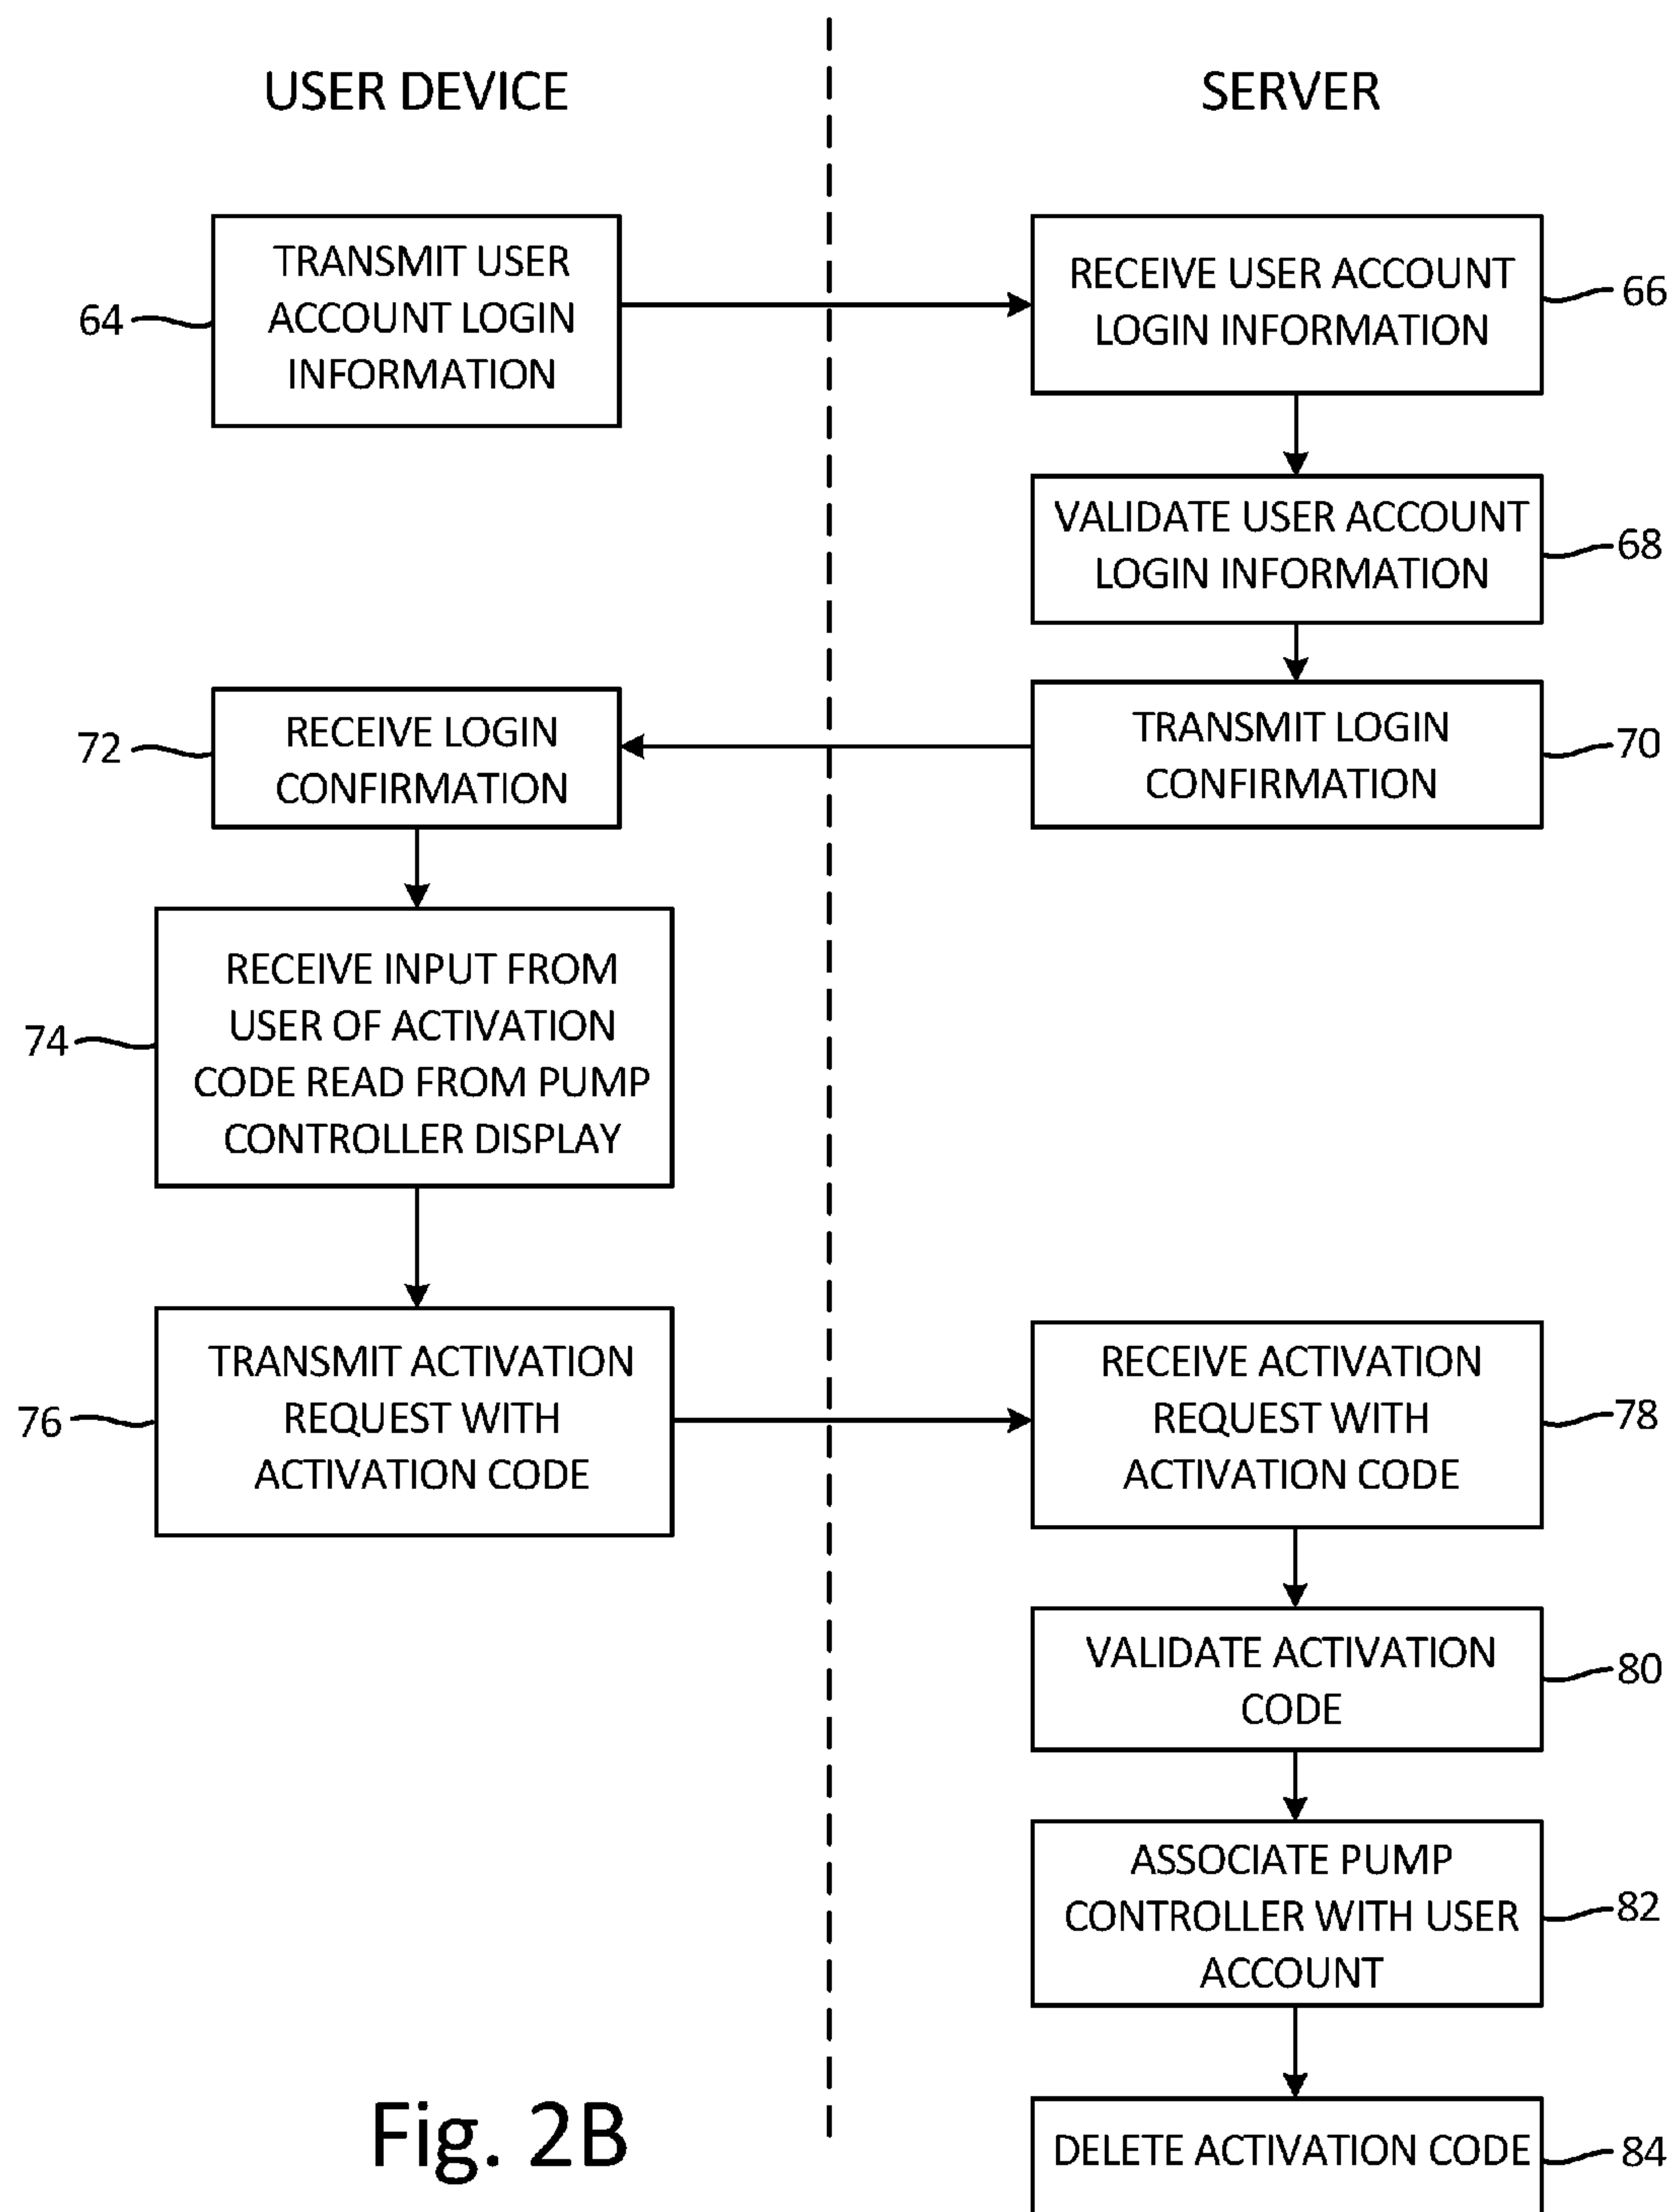 USER DEVICE
SERVER
TRANSMIT USER
ACCOUNT LOGIN
INFORMATION
64
RECEIVE USER ACCOUNT
LOGIN INFORMATION
66
VALIDATE USER ACCOUNT
LOGIN INFORMATION
68
TRANSMIT LOGIN
CONFIRMATION
70
RECEIVE LOGIN
CONFIRMATION
72
RECEIVE INPUT FROM
USER OF ACTIVATION
CODE READ FROM PUMP
CONTROLLER DISPLAY
74
TRANSMIT ACTIVATION
REQUEST WITH
ACTIVATION CODE
76
RECEIVE ACTIVATION
REQUEST WITH
ACTIVATION CODE
78
VALIDATE ACTIVATION
CODE
80
ASSOCIATE PUMP
CONTROLLER WITH USER
ACCOUNT
82
DELETE ACTIVATION CODE
84
Fig. 2B